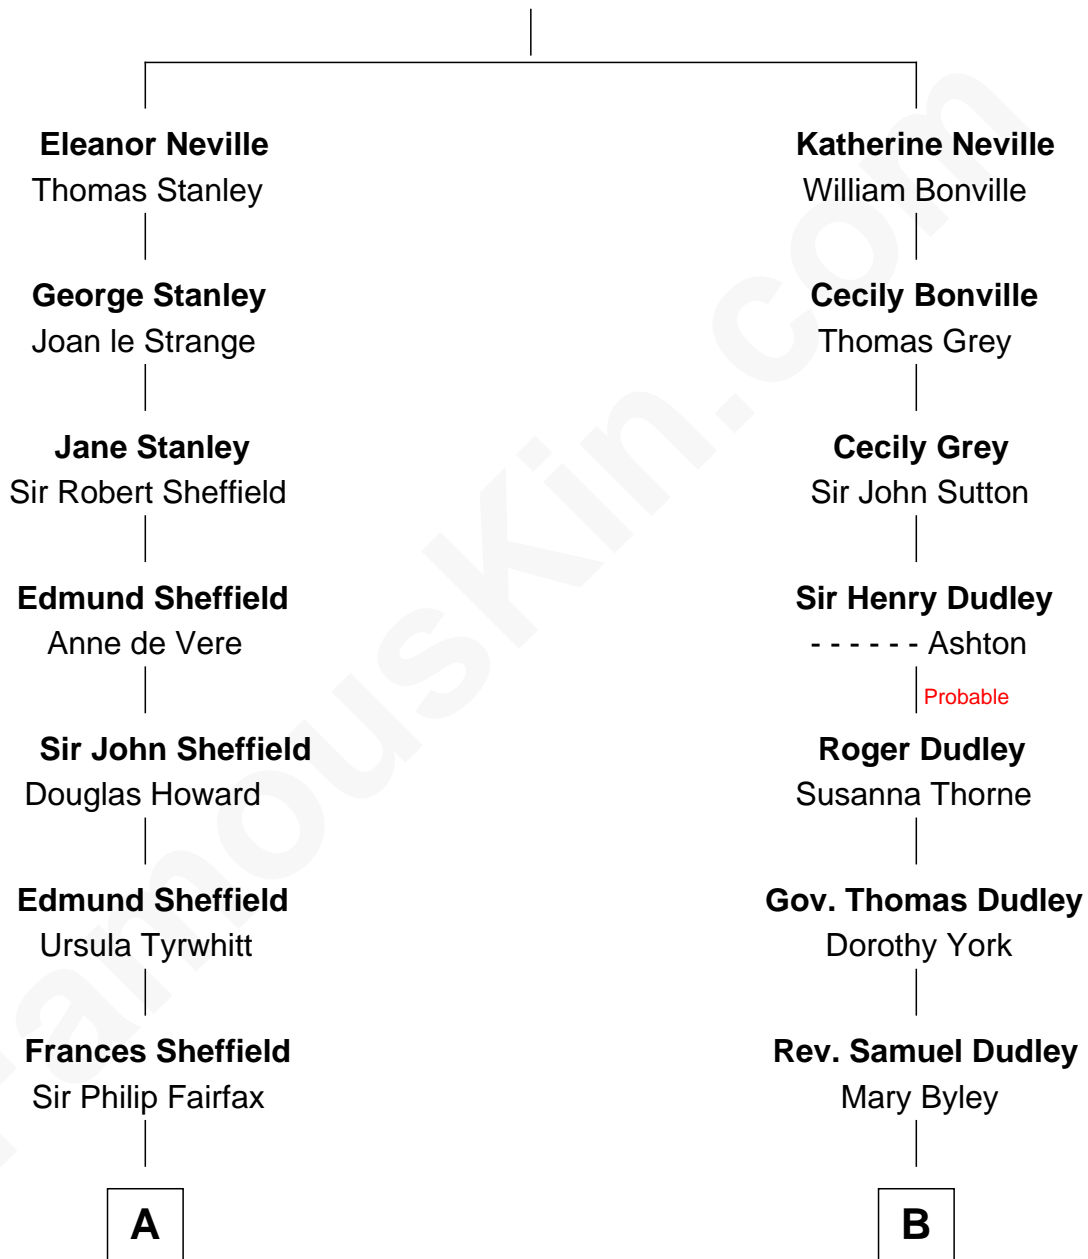 Eleanor Neville
Thomas Stanley
George Stanley
Joan le Strange
Jane Stanley
Sir Robert Sheffield
Edmund Sheffield
Anne de Vere
Sir John Sheffield
Douglas Howard
Edmund Sheffield
Ursula Tyrwhitt
Frances Sheffield
Sir Philip Fairfax
A
Katherine Neville
William Bonville
Cecily Bonville
Thomas Grey
Cecily Grey
Sir John Sutton
Sir Henry Dudley
- - - - - - Ashton
Probable
Roger Dudley
Susanna Thorne
Gov. Thomas Dudley
Dorothy York
Rev. Samuel Dudley
Mary Byley
B
FamousKin.com